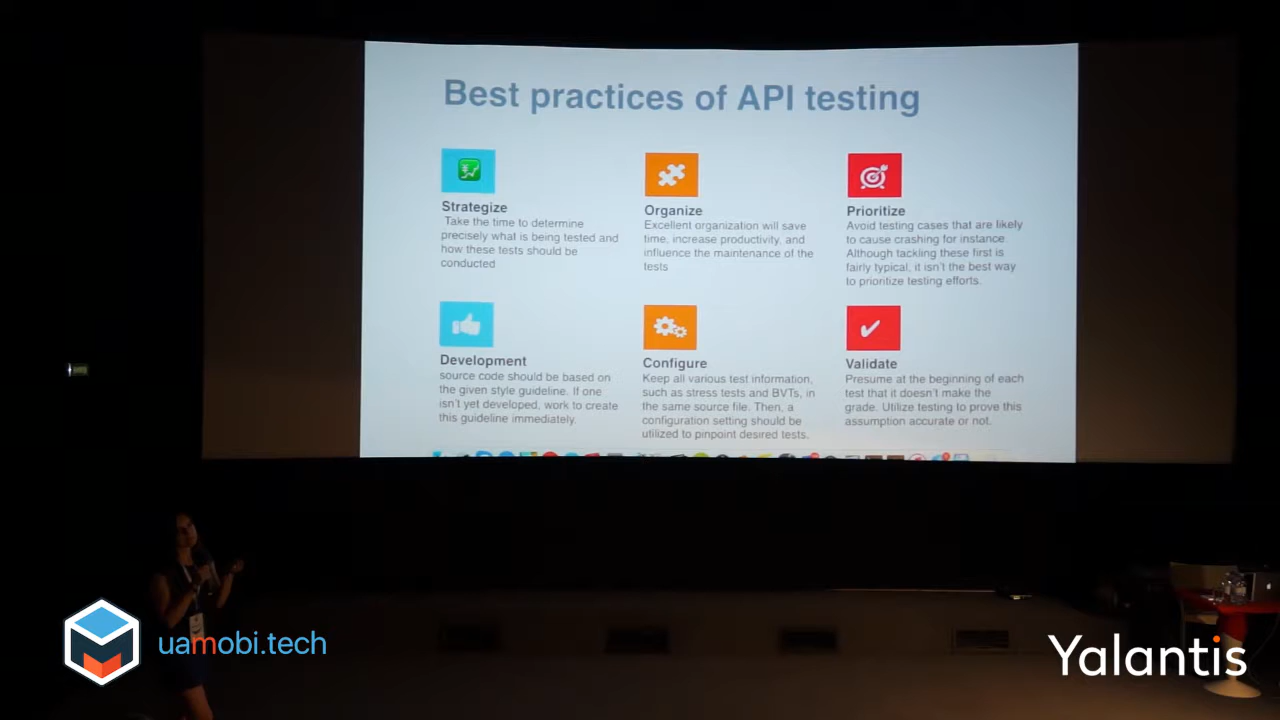 Best practices of API testing
Strategize
Take the time to determine
precisely what is being tested and
how these tests should be
conducted
Organize
Excellent organization will save
time, increase productivity, and
influence the maintenance of the
tests
Prioritize
Avoid testing cases that are likely
to cause crashing for instance
Although tackling these first is
fairly typical, it isn't the best way
to prioritize testing efforts.
Development
source code should be based on
the given style guideline. If one
isn't yet developed, work to create
this guideline immediately.
Configure
Keep all various test information,
such as stress tests and BVTs, in
the same source file. Then, a
configuration setting should be
utilized to pinpoint desired tests.
Validate
Presume at the beginning of each
test that it doesn't make the
grade. Utilize testing to prove this
assumption accurate or not.
uamobi.tech
Yalantis